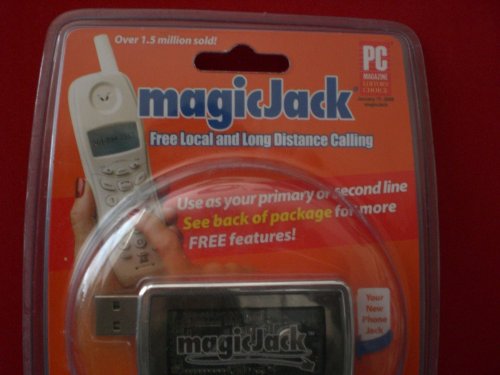 Over 1.5 million sold!
PC
MAGAZINE
EDITORS'
CHOICE
magicJack
magicJack
Free Local and Long Distance Calling
Use as your primary or second line
See back of package for more
FREE features!
magicJack™
Your
New
Phone
Jack